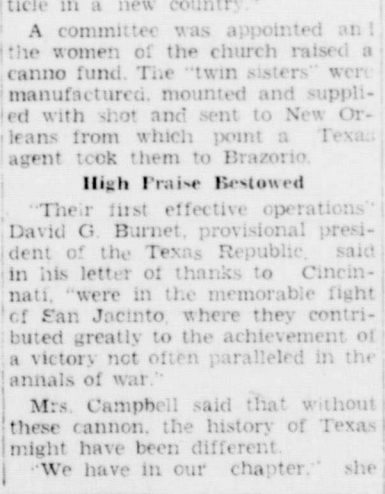 ticle in a new country."
A committee was appointed and
the women of the church raised a
canno fund. The "twin sisters" were
manufactured, mounted and suppli-
ed with shot and sent to New Or-
leans from which point a Texas
agent took them to Brazorio.
High Praise Bestowed
"Their first effective operations"
David G. Burnet, provisional presi-
dent of the Texas Republic, said
in his letter of thanks to Cincin-
nati, "were in the memorable fight
of San Jacinto, where they contri-
buted greatly to the achievement of
a victory not often paralleled in the
annals of war."
Mrs. Campbell said that without
these cannon, the history of Texas
might have been different.
"We have in our chapter," she